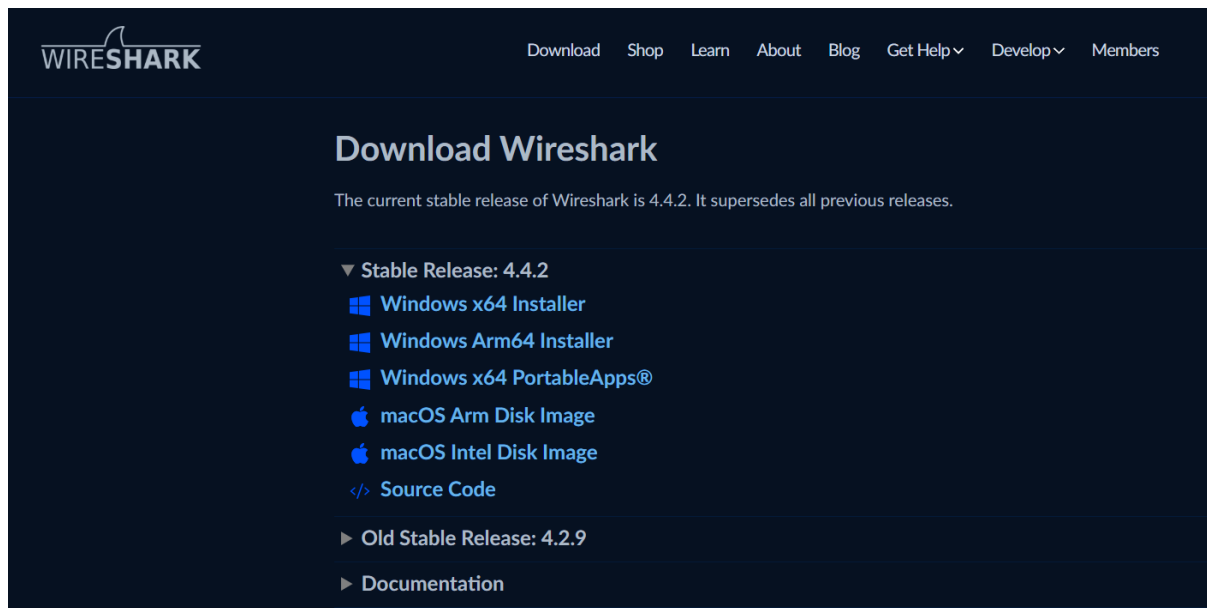 WIRESHARK
Download Shop Learn About Blog Get Help Develop Members
Download Wireshark
The current stable release of Wireshark is 4.4.2. It supersedes all previous releases.
Stable Release: 4.4.2
Windows x64 Installer
Windows Arm64 Installer
Windows x64 PortableApps®
macOS Arm Disk Image
macOS Intel Disk Image
</> Source Code
Old Stable Release: 4.2.9
Documentation